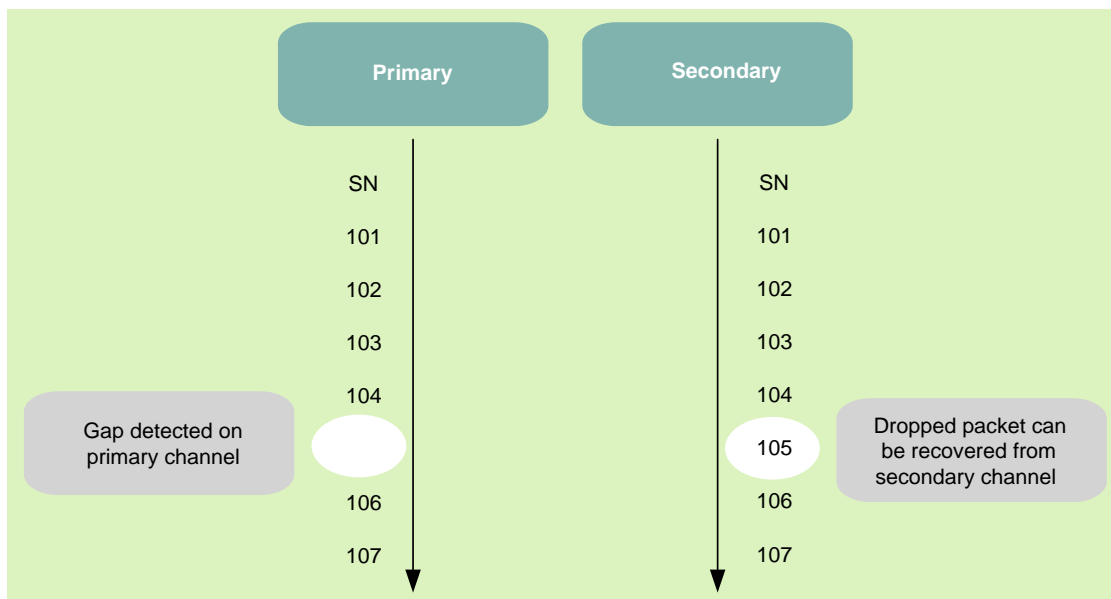 Primary
Secondary
SN
SN
101
101
102
102
103
103
104
104
Gap detected on
primary channel
105
Dropped packet can
be recovered from
secondary channel
106
106
107
107